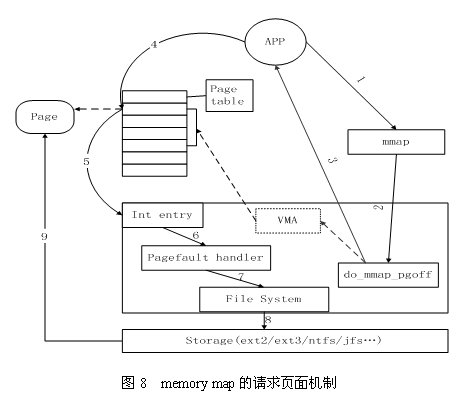 4
APP
1
Page
table
Page
mmap
5
3
2
Int entry
VMA
9
6
Pagefault handler
7
do_mmap_pgoff
File System
8
Storage(ext2/ext3/ntfs/jfs…)
图 8 memory map 的请求页面机制